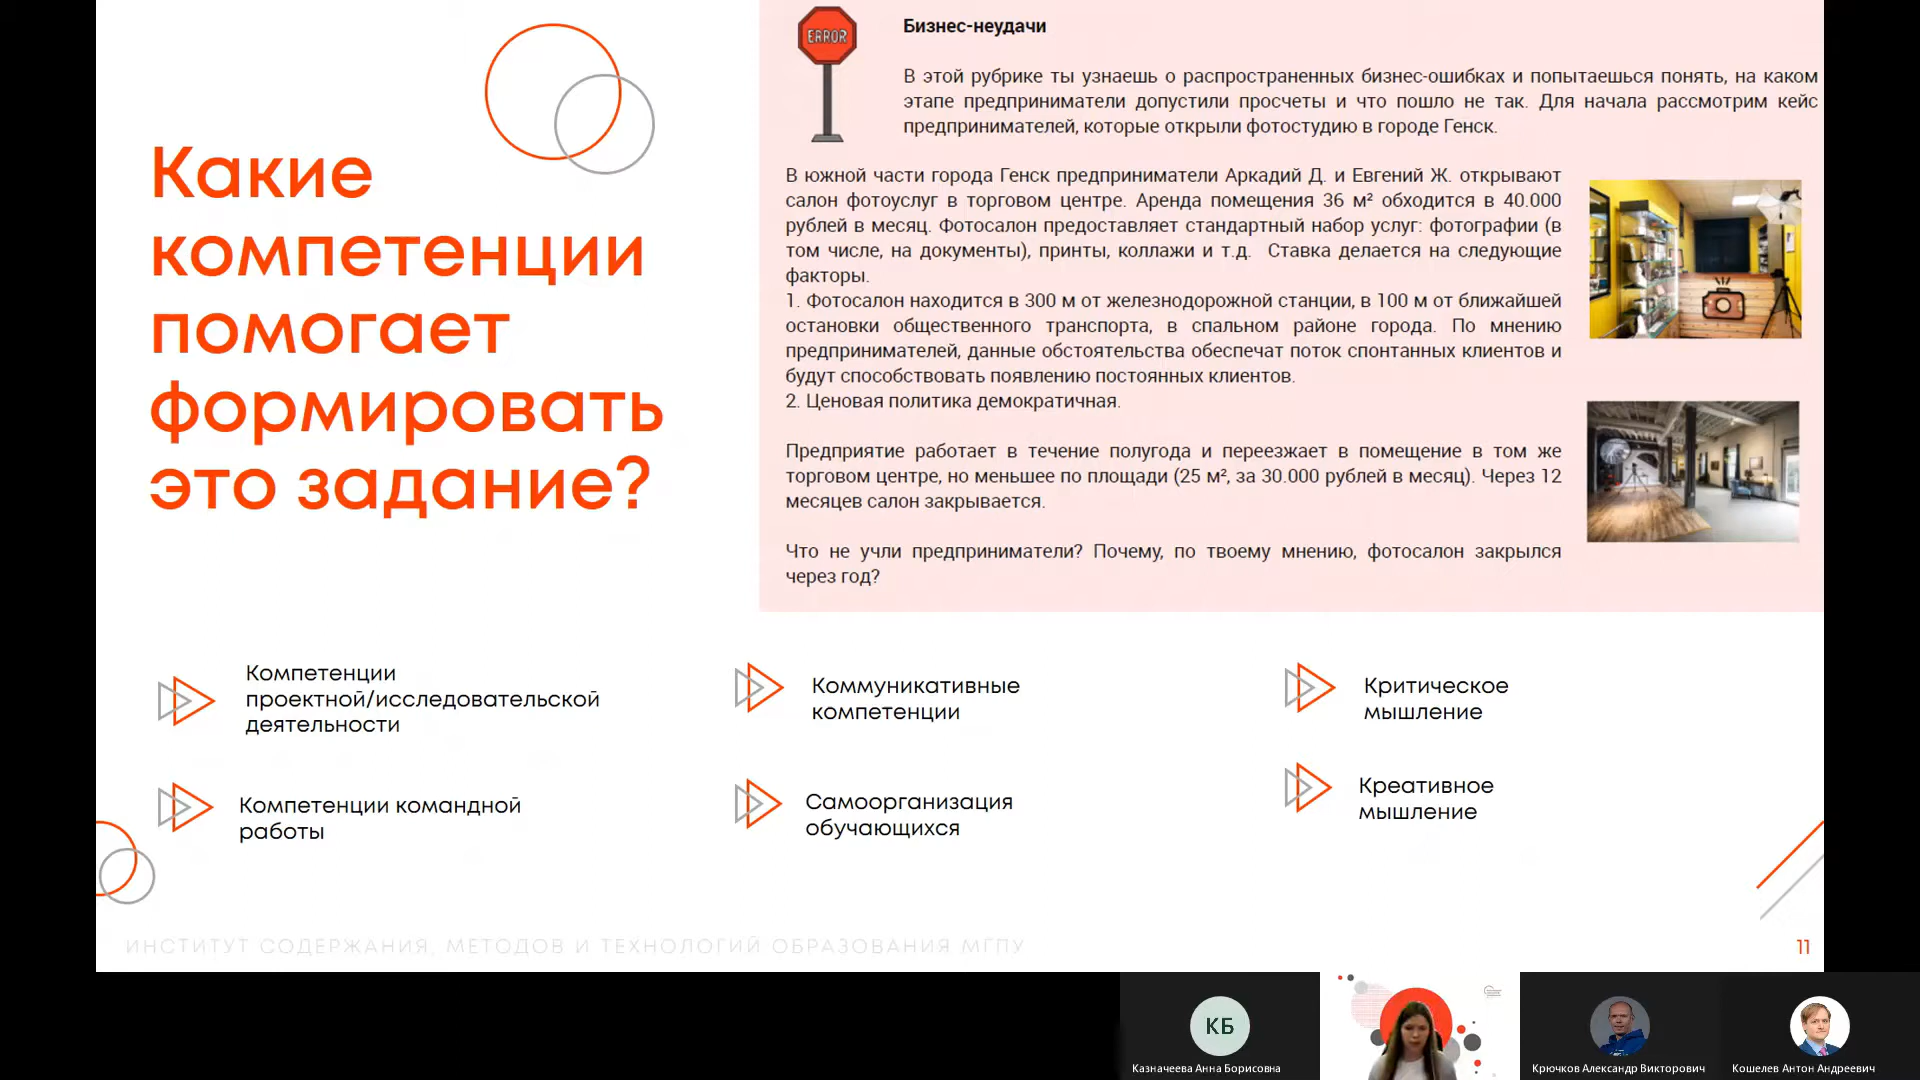 Какие
компетенции
помогает
формировать
это задание?
ERROR
Бизнес-неудачи
В этой рубрике ты узнаешь о распространенных бизнес-ошибках и попытаешься понять, на каком
этапе предприниматели допустили просчеты и что пошло не так. Для начала рассмотрим кейс
предпринимателей, которые открыли фотостудию в городе Генск.
В южной части города Генск предприниматели Аркадий Д. и Евгений Ж. открывают
салон фотоуслуг в торговом центре. Аренда помещения 36 м² обходится в 40.000
рублей в месяц. Фотосалон предоставляет стандартный набор услуг: фотографии (в
том числе, на документы), принты, коллажи и т.д. Ставка делается на следующие
факторы.
1. Фотосалон находится в 300 м от железнодорожной станции, в 100 м от ближайшей
остановки общественного транспорта, в спальном районе города. По мнению
предпринимателей, данные обстоятельства обеспечат поток спонтанных клиентов и
будут способствовать появлению постоянных клиентов.
2. Ценовая политика демократичная.
Предприятие работает в течение полугода и переезжает в помещение в том же
торговом центре, но меньшее по площади (25 м², за 30.000 рублей в месяц). Через 12
месяцев салон закрывается.
Что не учли предприниматели? Почему, по твоему мнению, фотосалон закрылся
через год?
Компетенции
проектной/исследовательской
деятельности
Коммуникативные
компетенции
Критическое
мышление
Компетенции командной
работы
Самоорганизация
обучающихся
Креативное
мышление
ИНСТИТУТ СОДЕРЖАНИЯ, МЕТОДОВ И ТЕХНОЛОГИЙ ОБРАЗОВАНИЯ МГПУ
11
КБ
Казначеева Анна Борисовна
Крючков Александр Викторович
Кошелев Антон Андреевич